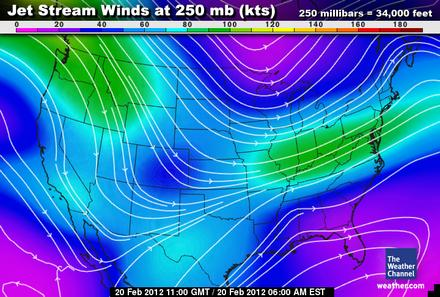 Jet Stream Winds at 250 mb (kts)
250 millibars = 34,000 feet
0 20 40 60 80 100 120 140 160 180
The
Weather
Channel
weather.com
20 Feb 2012 11:00 GMT / 20 Feb 2012 06:00 AM EST